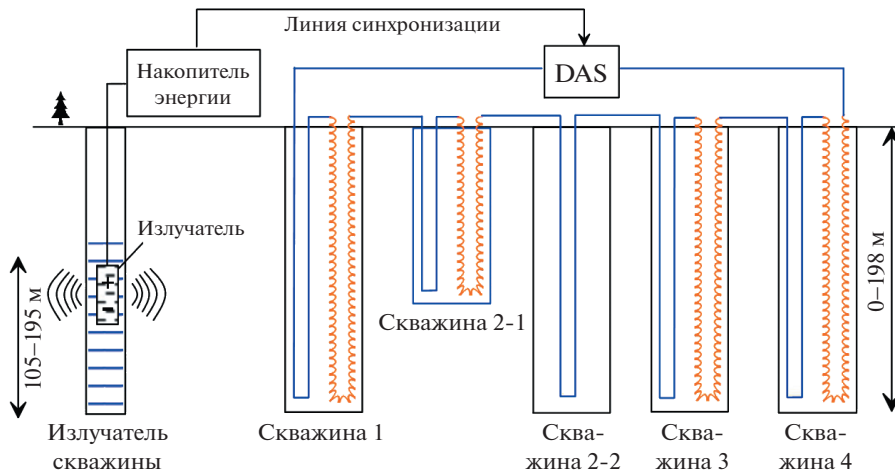 Линия синхронизации
Накопитель
энергии
DAS
Излучатель
+
-
105–195 м
0–198 м
Скважина 2-1
Излучатель
скважины
Скважина 1
Сква-
жина 2-2
Сква-
жина 3
Сква-
жина 4